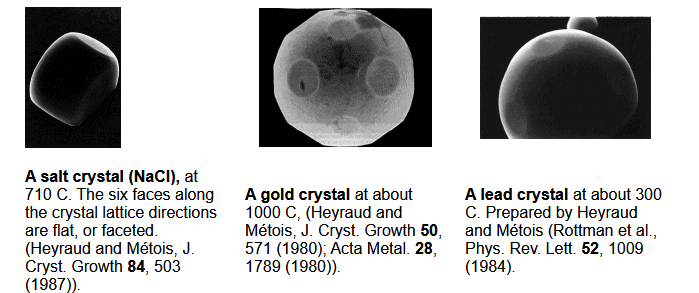 A salt crystal (NaCl), at
710 C. The six faces along
the crystal lattice directions
are flat, or faceted.
(Heyraud and Métois, J.
Cryst. Growth 84, 503
(1987)).
A gold crystal at about
1000 C, (Heyraud and
Métois, J. Cryst. Growth 50,
571 (1980); Acta Metal. 28,
1789 (1980)).
A lead crystal at about 300
C. Prepared by Heyraud
and Métois (Rottman et al.,
Phys. Rev. Lett. 52, 1009
(1984).